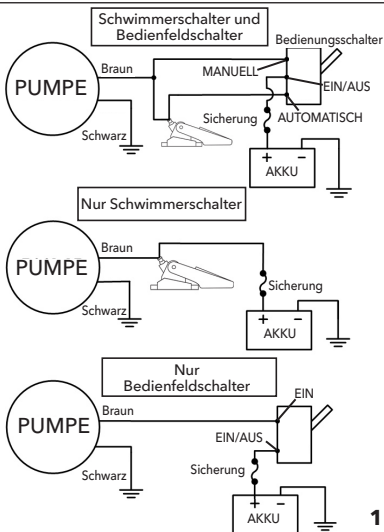 Schwimmerschalter und
Bedienfeldschalter
Bedienungsschalter
PUMPE
Braun
MANUELL
EIN/AUS
Sicherung
AUTOMATISCH
Schwarz
+ −
AKKU
Nur Schwimmerschalter
Braun
PUMPE
Sicherung
Schwarz
+ −
AKKU
Nur
Bedienfeldschalter
EIN
Braun
PUMPE
EIN/AUS
Sicherung
Schwarz
+ −
AKKU
1